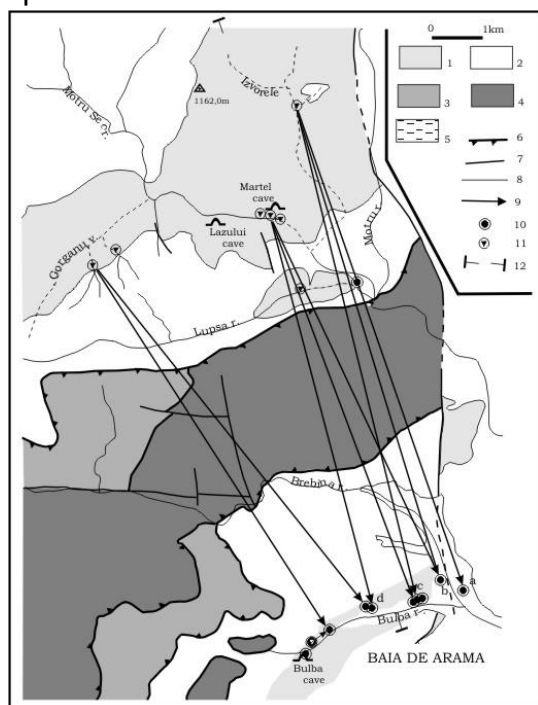 0 1km
1 2
3 4
5 6
7
8
9
10
11
12
Izvorele
1162,0m
Motru Sec r.
Martel
cave
Lazului
cave
Motru r.
Gorganu v.
Lupsa r.
Brebina r.
a
b
c
d
Bulba r.
BAIA DE ARAMA
Bulba
cave